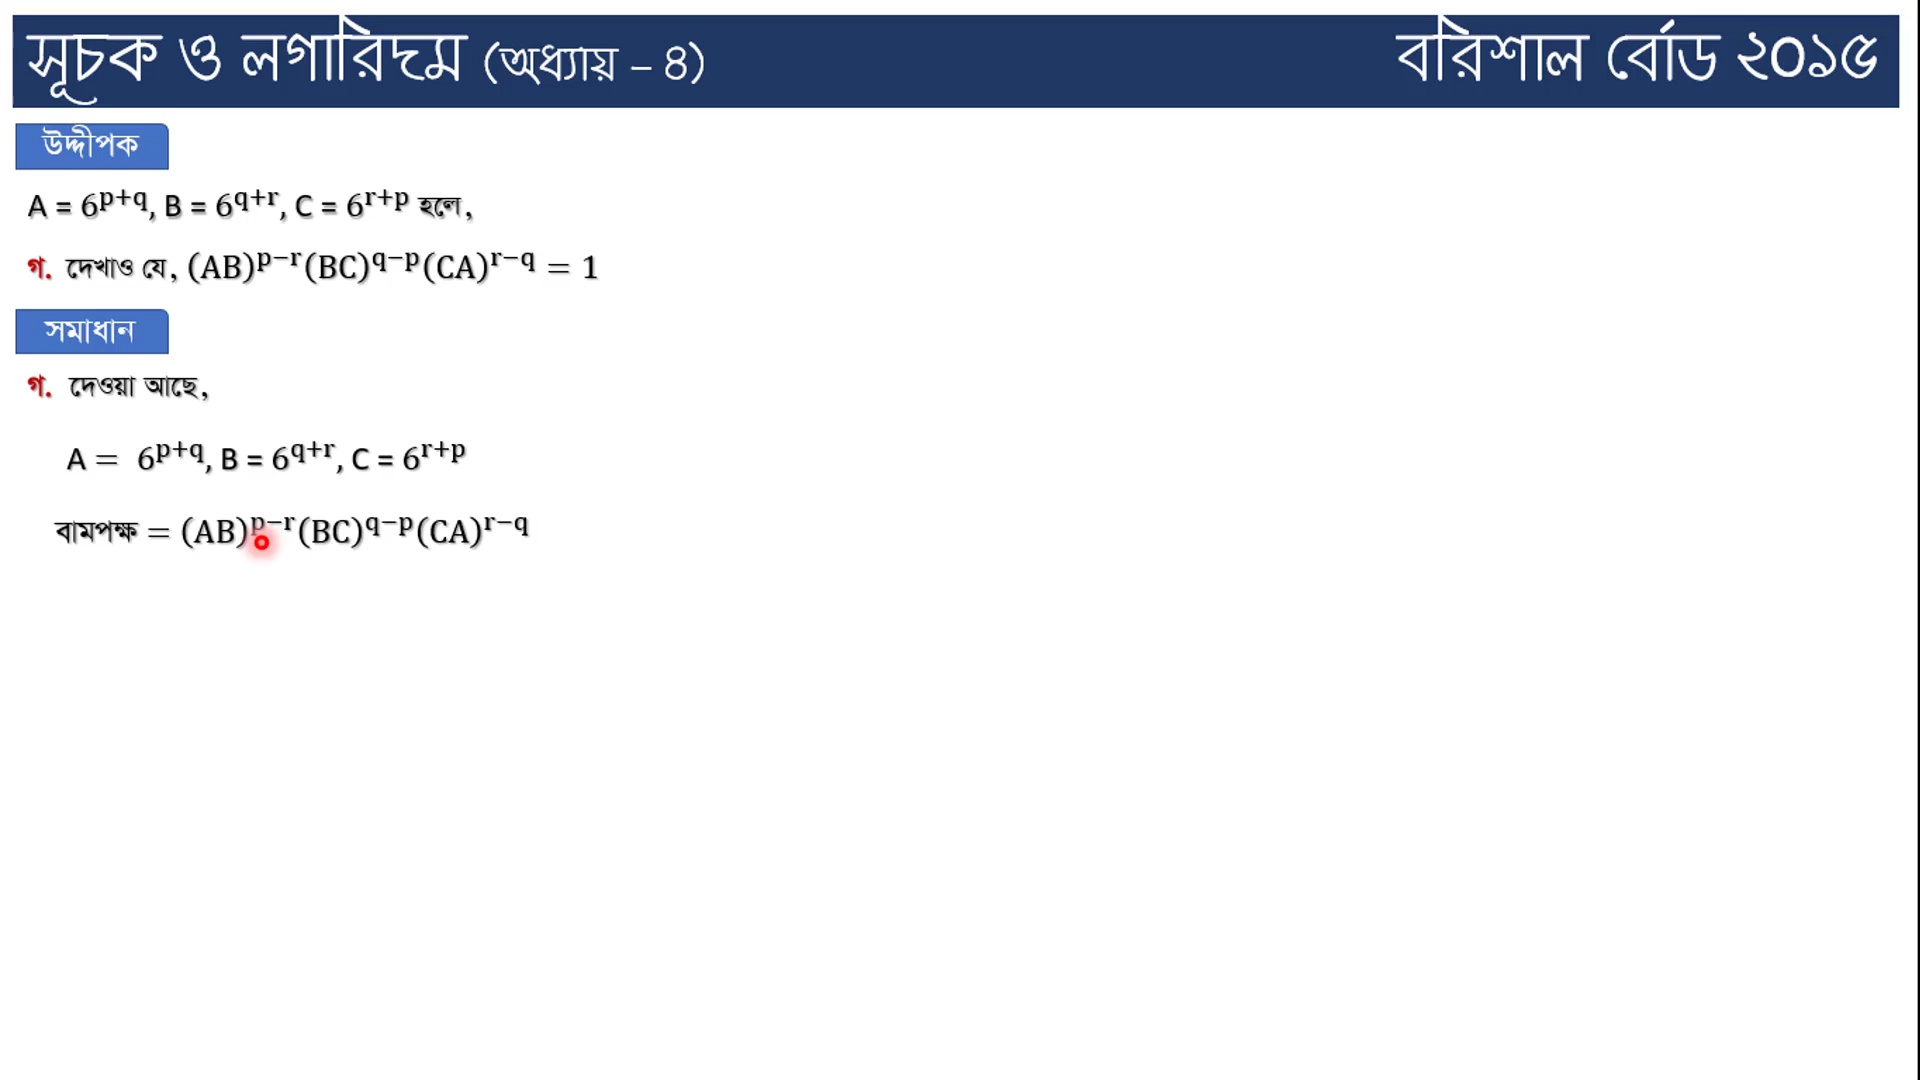 সূচক ও লগারিদম (অধ্যায় – ৪)
বরিশাল বোর্ড ২০১৫
উদ্দীপক
A = 6^{p+q}, B = 6^{q+r}, C = 6^{r+p} হলে,
গ. দেখাও যে, (AB)^{p−r}(BC)^{q−p}(CA)^{r−q} = 1
সমাধান
গ. দেওয়া আছে,
A = 6^{p+q}, B = 6^{q+r}, C = 6^{r+p}
বামপক্ষ = (AB)^{p−r}(BC)^{q−p}(CA)^{r−q}